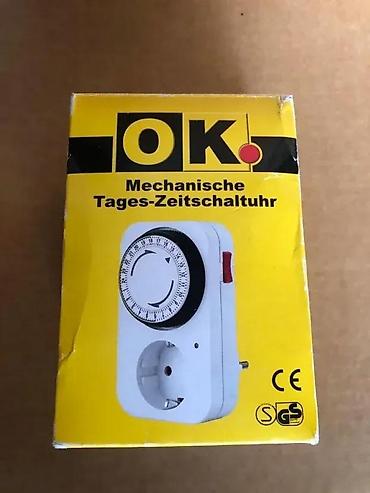 OK.
Mechanische
Tages-Zeitschaltuhr
CE
S GS